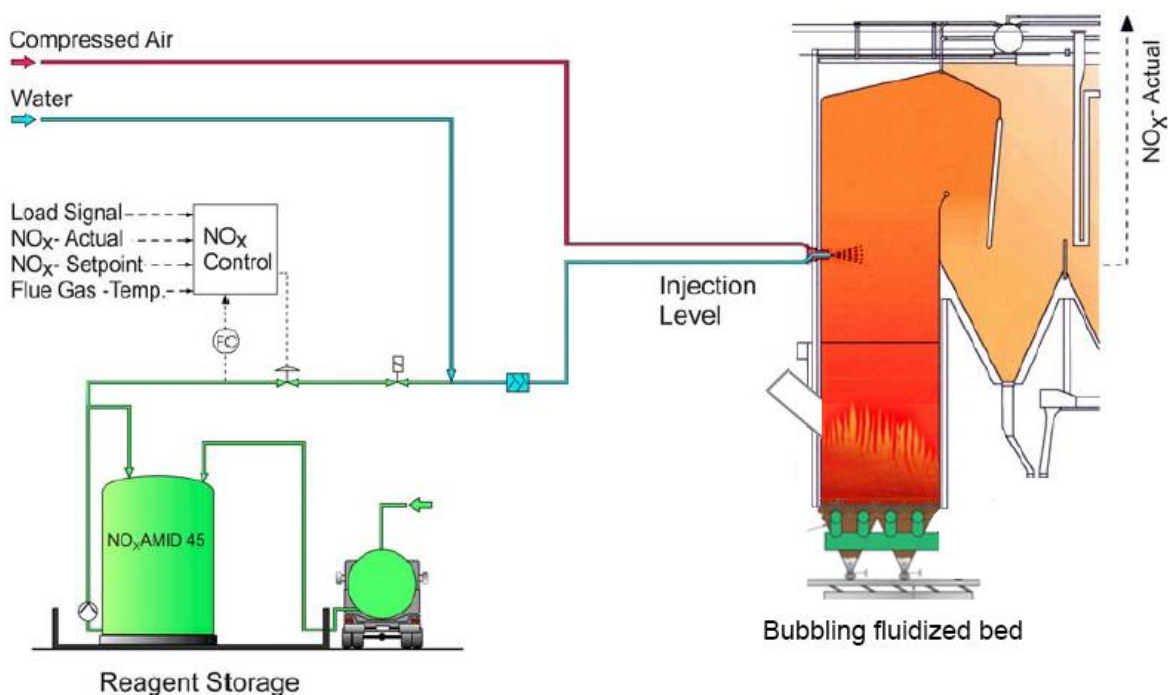 Compressed Air
Water
Load Signal
NOX- Actual
NOX- Setpoint
Flue Gas -Temp.
NOX
Control
FC
Injection
Level
NOX- Actual
NOXAMID 45
Reagent Storage
Bubbling fluidized bed